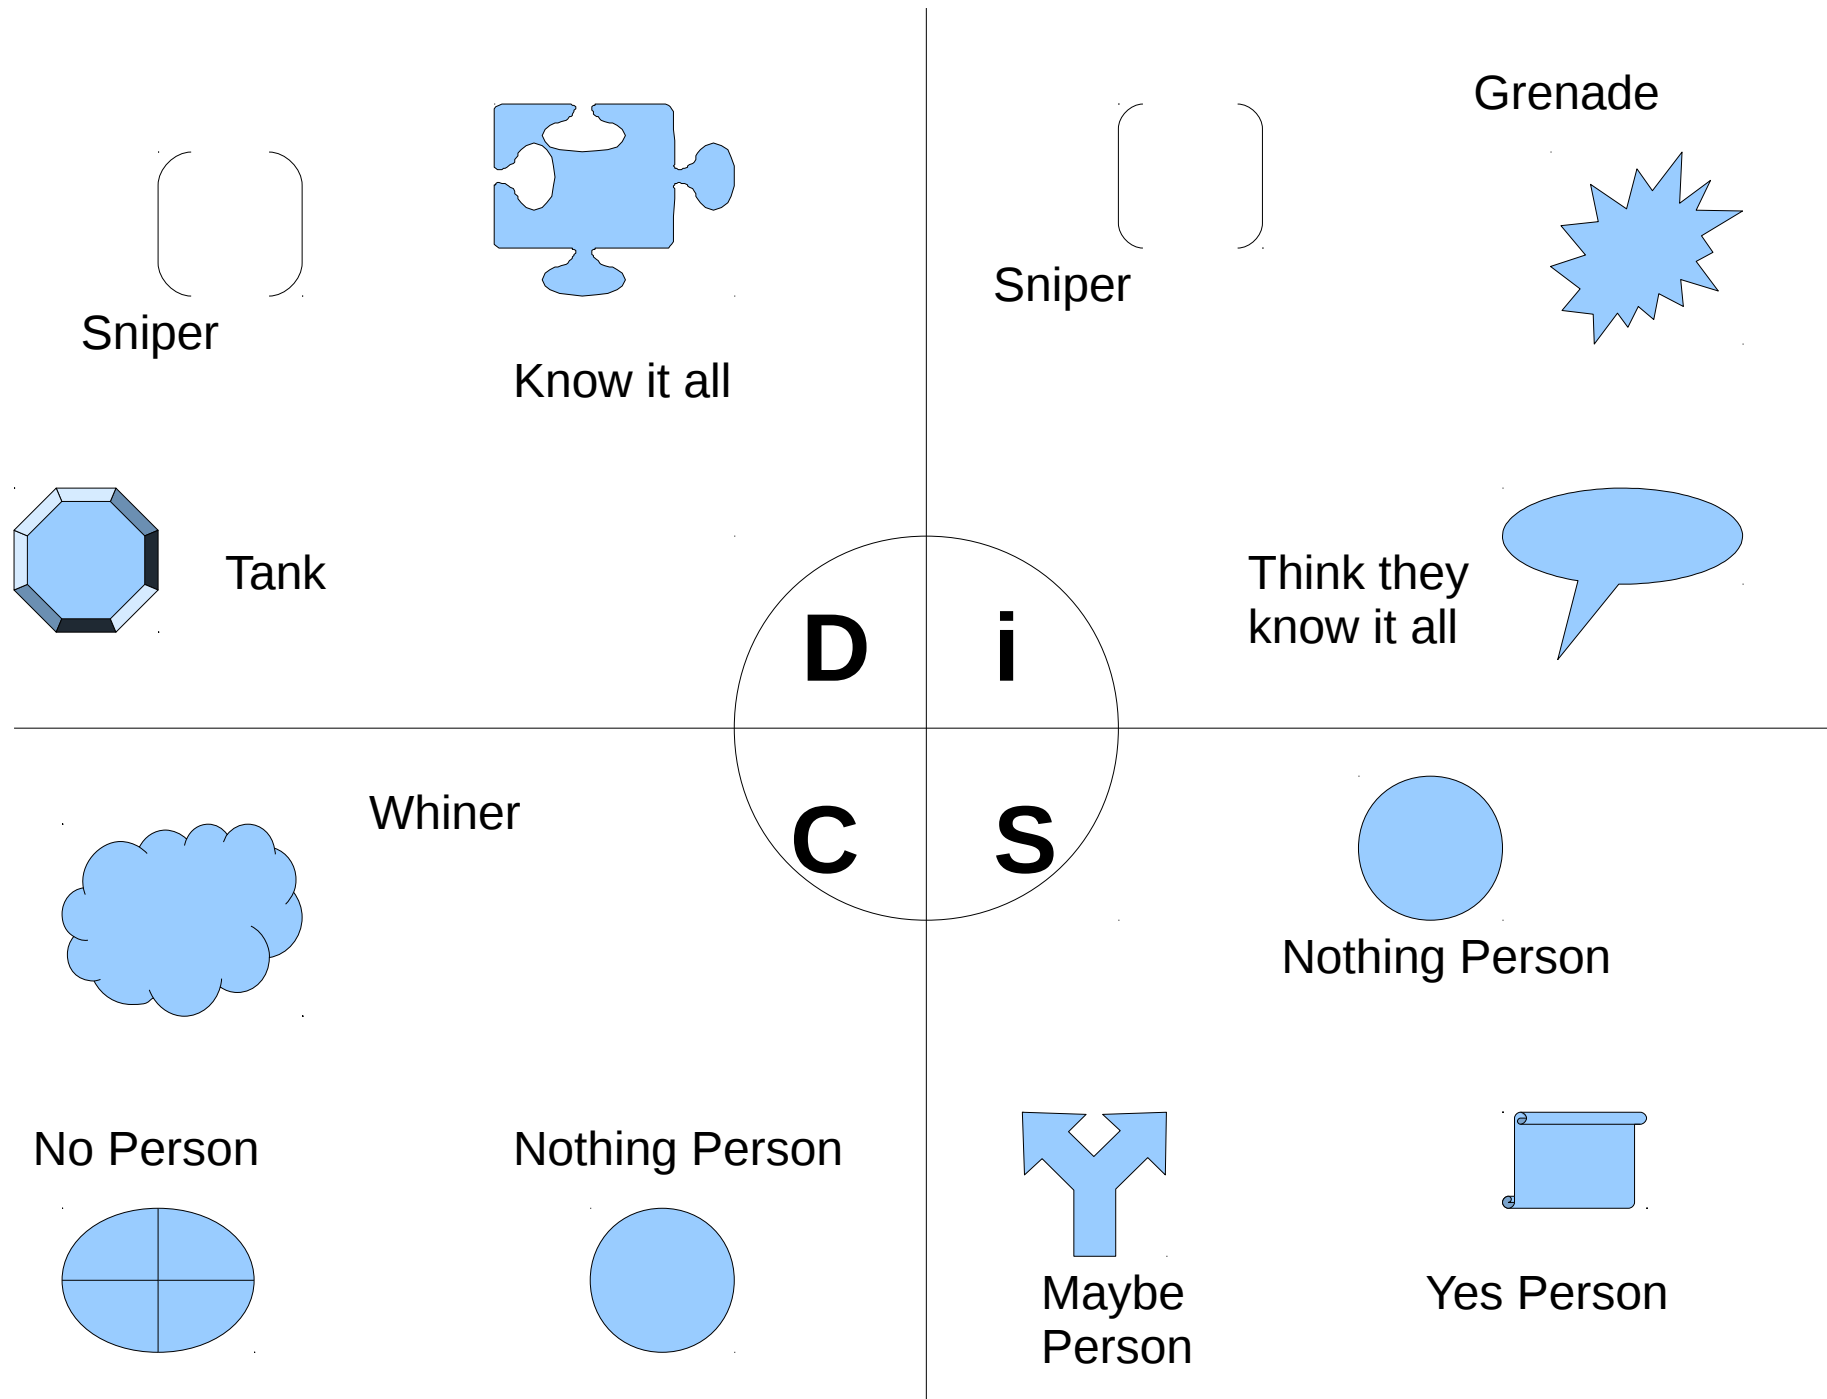 Grenade
Sniper
Sniper
Know it all
Tank
Think they
know it all
D i
C S
Whiner
Nothing Person
No Person
Nothing Person
Maybe
Person
Yes Person